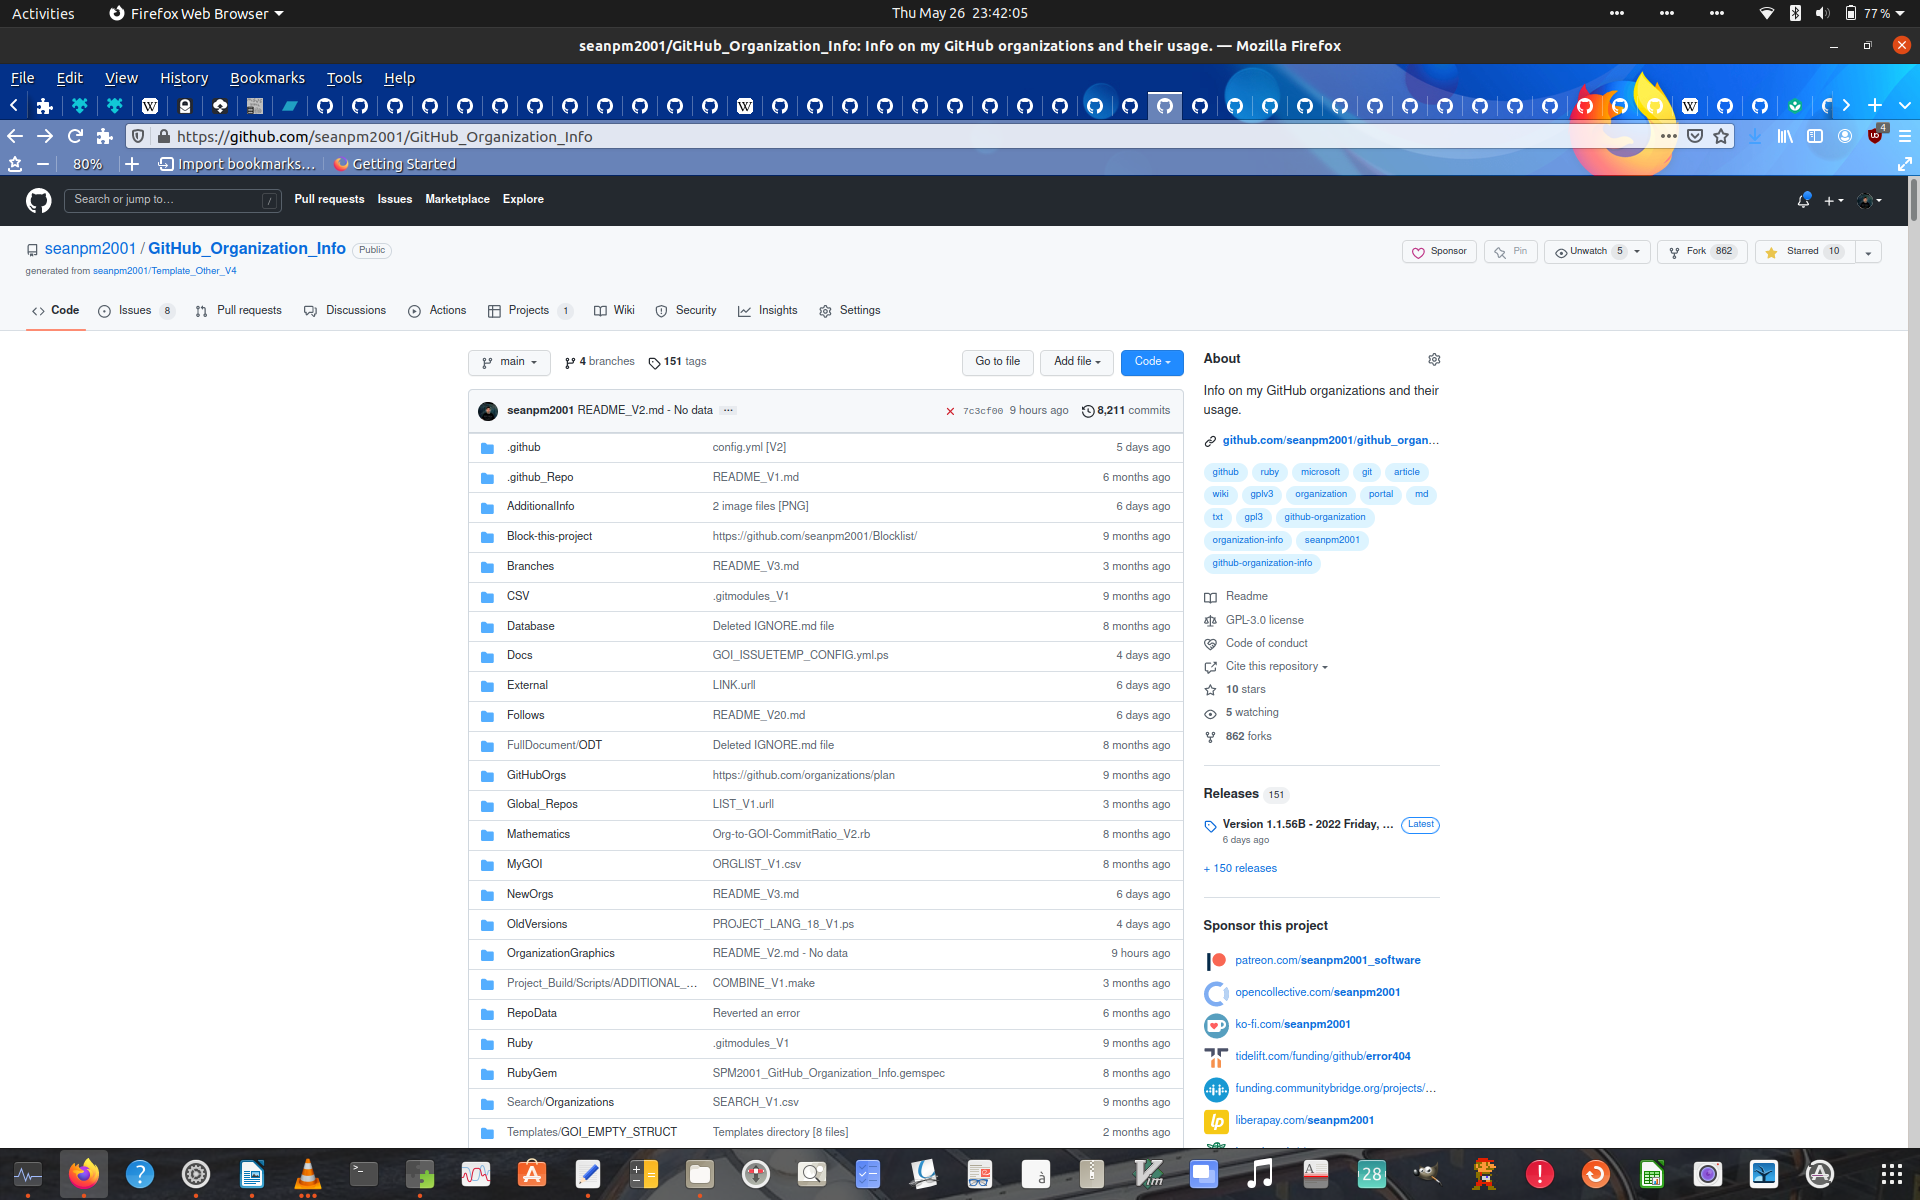 Activities Firefox Web Browser Thu May 26 23:42:05 77 %
seanpm2001/GitHub_Organization_Info: Info on my GitHub organizations and their usage. — Mozilla Firefox
File Edit View History Bookmarks Tools Help
https://github.com/seanpm2001/GitHub_Organization_Info 4
80% Import bookmarks... Getting Started
Search or jump to... / Pull requests Issues Marketplace Explore
seanpm2001 / GitHub_Organization_Info Public Sponsor Pin Unwatch 5 Fork 862 Starred 10
generated from seanpm2001/Template_Other_V4
Code Issues 8 Pull requests Discussions Actions Projects 1 Wiki Security Insights Settings
main 4 branches 151 tags Go to file Add file Code
seanpm2001 README_V2.md - No data ... 7c3cf00 9 hours ago 8,211 commits
.github config.yml [V2] 5 days ago
.github_Repo README_V1.md 6 months ago
AdditionalInfo 2 image files [PNG] 6 days ago
Block-this-project https://github.com/seanpm2001/Blocklist/ 9 months ago
Branches README_V3.md 3 months ago
CSV .gitmodules_V1 9 months ago
Database Deleted IGNORE.md file 8 months ago
Docs GOI_ISSUETEMP_CONFIG.yml.ps 4 days ago
External LINK.urll 6 days ago
Follows README_V20.md 6 days ago
FullDocument/ODT Deleted IGNORE.md file 8 months ago
GitHubOrgs https://github.com/organizations/plan 9 months ago
Global_Repos LIST_V1.urll 3 months ago
Mathematics Org-to-GOI-CommitRatio_V2.rb 8 months ago
MyGOI ORGLIST_V1.csv 8 months ago
NewOrgs README_V3.md 6 days ago
OldVersions PROJECT_LANG_18_V1.ps 4 days ago
OrganizationGraphics README_V2.md - No data 9 hours ago
Project_Build/Scripts/ADDITIONAL_... COMBINE_V1.make 3 months ago
RepoData Reverted an error 6 months ago
Ruby .gitmodules_V1 9 months ago
RubyGem SPM2001_GitHub_Organization_Info.gemspec 8 months ago
Search/Organizations SEARCH_V1.csv 9 months ago
Templates/GOI_EMPTY_STRUCT Templates directory [8 files] 2 months ago
About
Info on my GitHub organizations and their
usage.
github.com/seanpm2001/github_organ...
github ruby microsoft git article
wiki gplv3 organization portal md
txt gpl3 github-organization
organization-info seanpm2001
github-organization-info
Readme
GPL-3.0 license
Code of conduct
Cite this repository
10 stars
5 watching
862 forks
Releases 151
Version 1.1.56B - 2022 Friday, ... Latest
6 days ago
+ 150 releases
Sponsor this project
patreon.com/seanpm2001_software
opencollective.com/seanpm2001
ko-fi.com/seanpm2001
tidelift.com/funding/github/error404
funding.communitybridge.org/projects/...
lp liberapay.com/seanpm2001
28